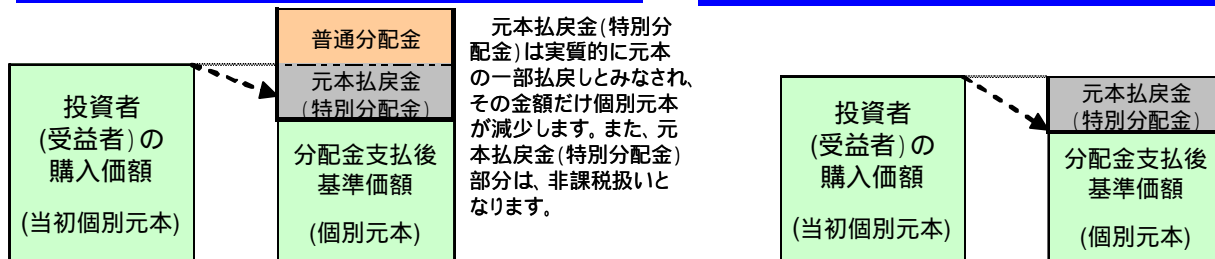 普通分配金
元本払戻金
(特別分配金)
投資者
(受益者)の
購入価額
(当初個別元本)
分配金支払後
基準価額
(個別元本)
元本払戻金(特別分
配金)は実質的に元本
の一部払戻しとみなされ、
その金額だけ個別元本
が減少します。また、元
本払戻金(特別分配金)
部分は、非課税扱いと
なります。
投資者
(受益者)の
購入価額
(当初個別元本)
元本払戻金
(特別分配金)
分配金支払後
基準価額
(個別元本)